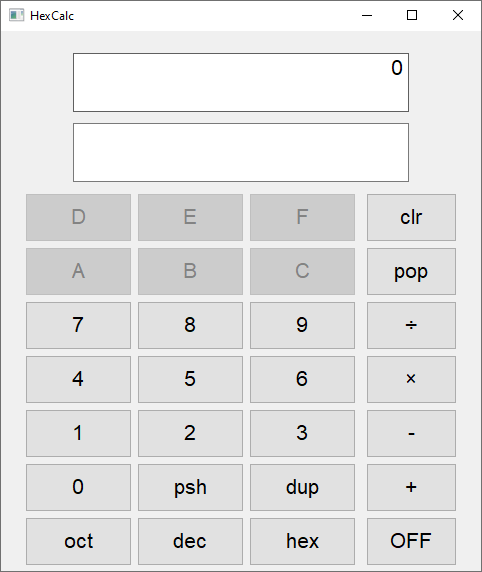 HexCalc
0
D E F clr
A B C pop
7 8 9 ÷
4 5 6 ×
1 2 3 -
0 psh dup +
oct dec hex OFF